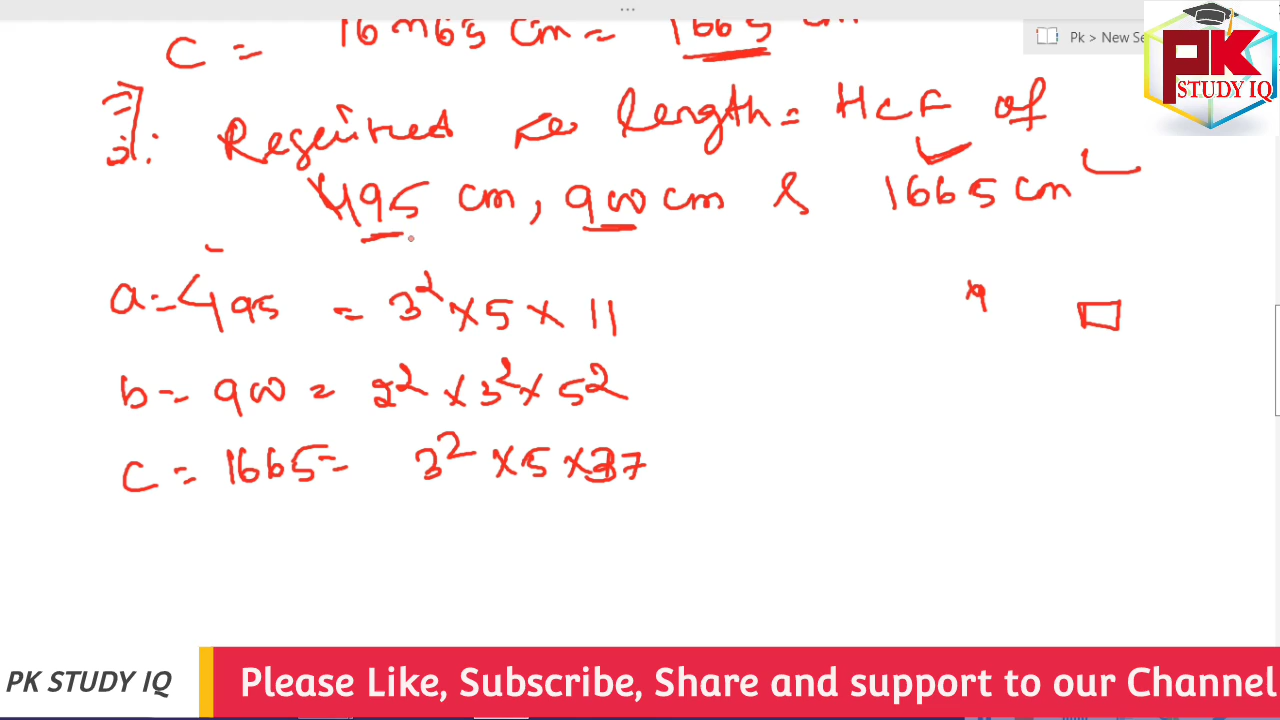 C = 16 m 65 cm = 1665 cm
Pk > New Se
PK
STUDY IQ
Required length = HCF of
495 cm, 900 cm & 1665 cm
a = 495 = 3² × 5 × 11
b = 900 = 2² × 3² × 5²
c = 1665 = 3² × 5 × 37
PK STUDY IQ
Please Like, Subscribe, Share and support to our Channel